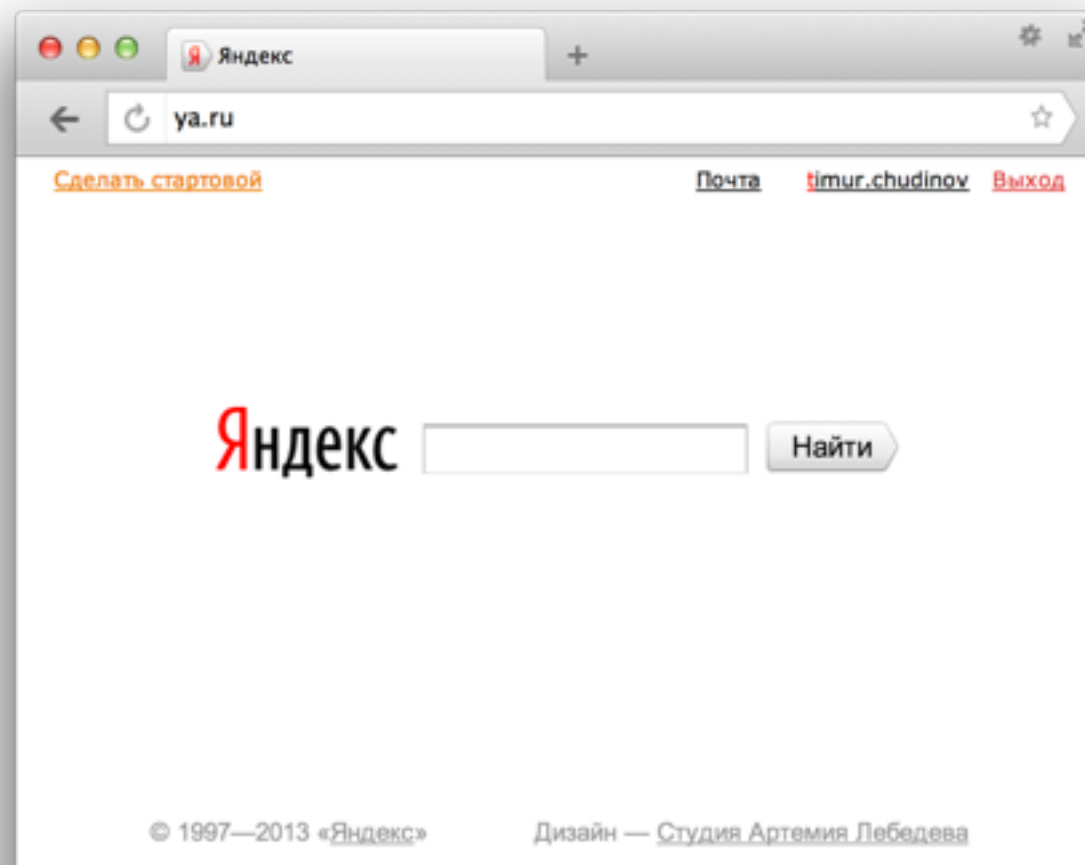 Яндекс
ya.ru
Сделать стартовой Почта timur.chudinov Выход
Яндекс Найти
© 1997—2013 «Яндекс» Дизайн — Студия Артемия Лебедева